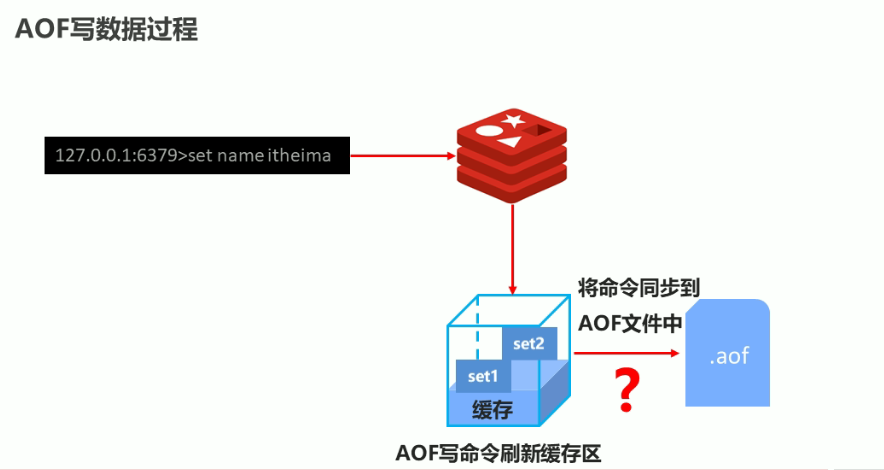 AOF写数据过程
127.0.0.1:6379>set name itheima
将命令同步到
AOF文件中
.aof
set2
set1
?
缓存
AOF写命令刷新缓存区